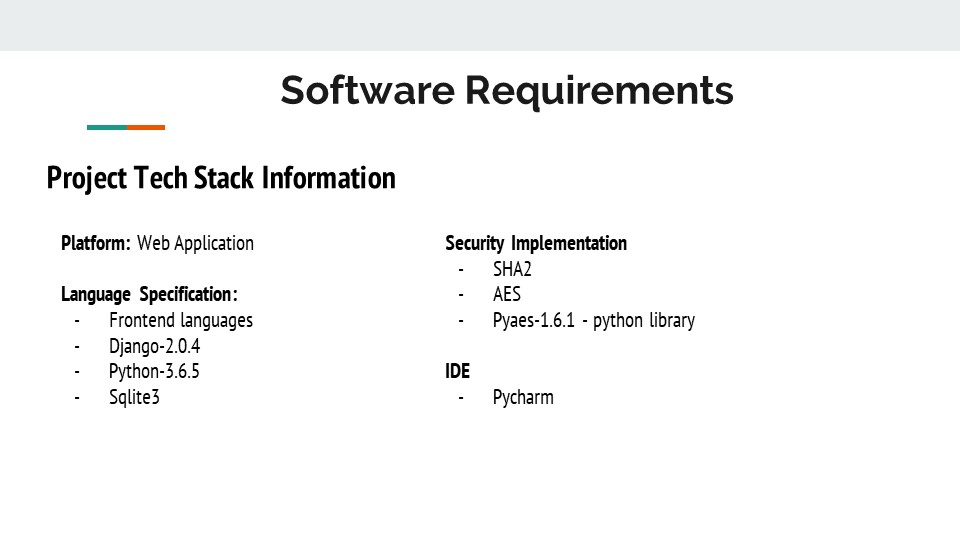 Software Requirements
Project Tech Stack Information
Platform: Web Application
Language Specification:
- Frontend languages
- Django-2.0.4
- Python-3.6.5
- Sqlite3
Security Implementation
- SHA2
- AES
- Pyaes-1.6.1 - python library
IDE
- Pycharm